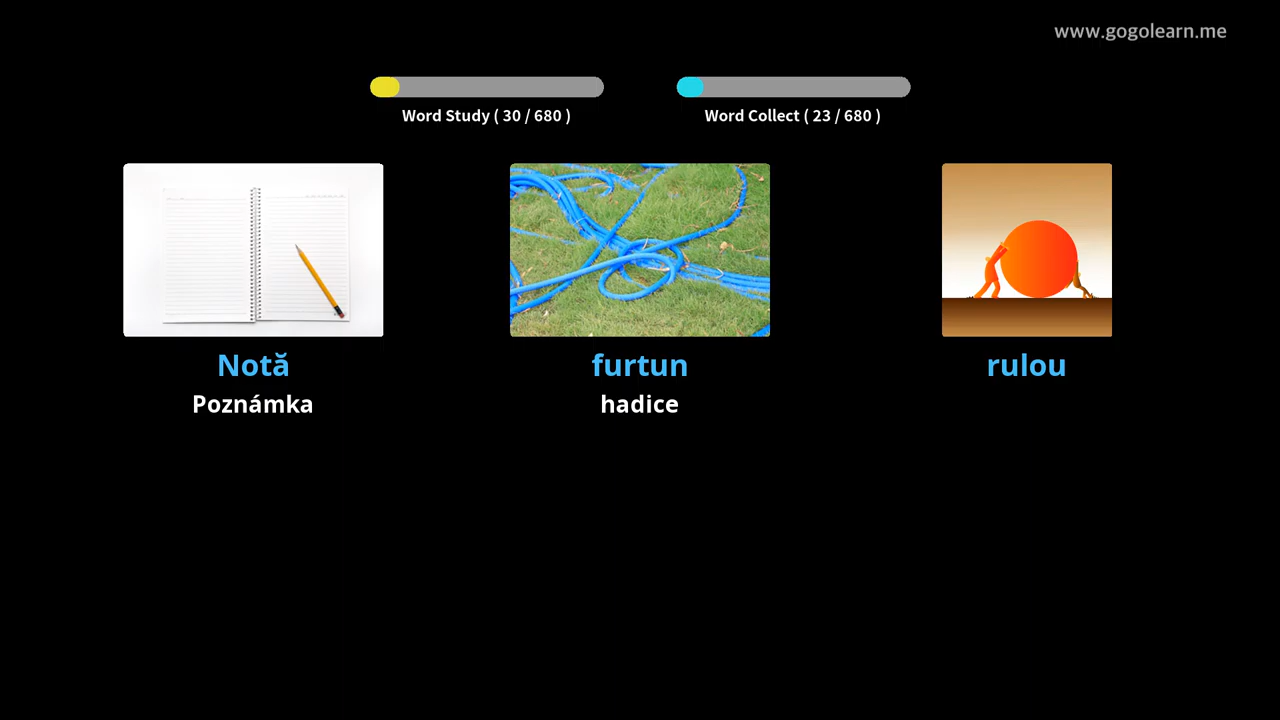 www.gogolearn.me
Word Study ( 30 / 680 )
Word Collect ( 23 / 680 )
Notă
furtun
rulou
Poznámka
hadice